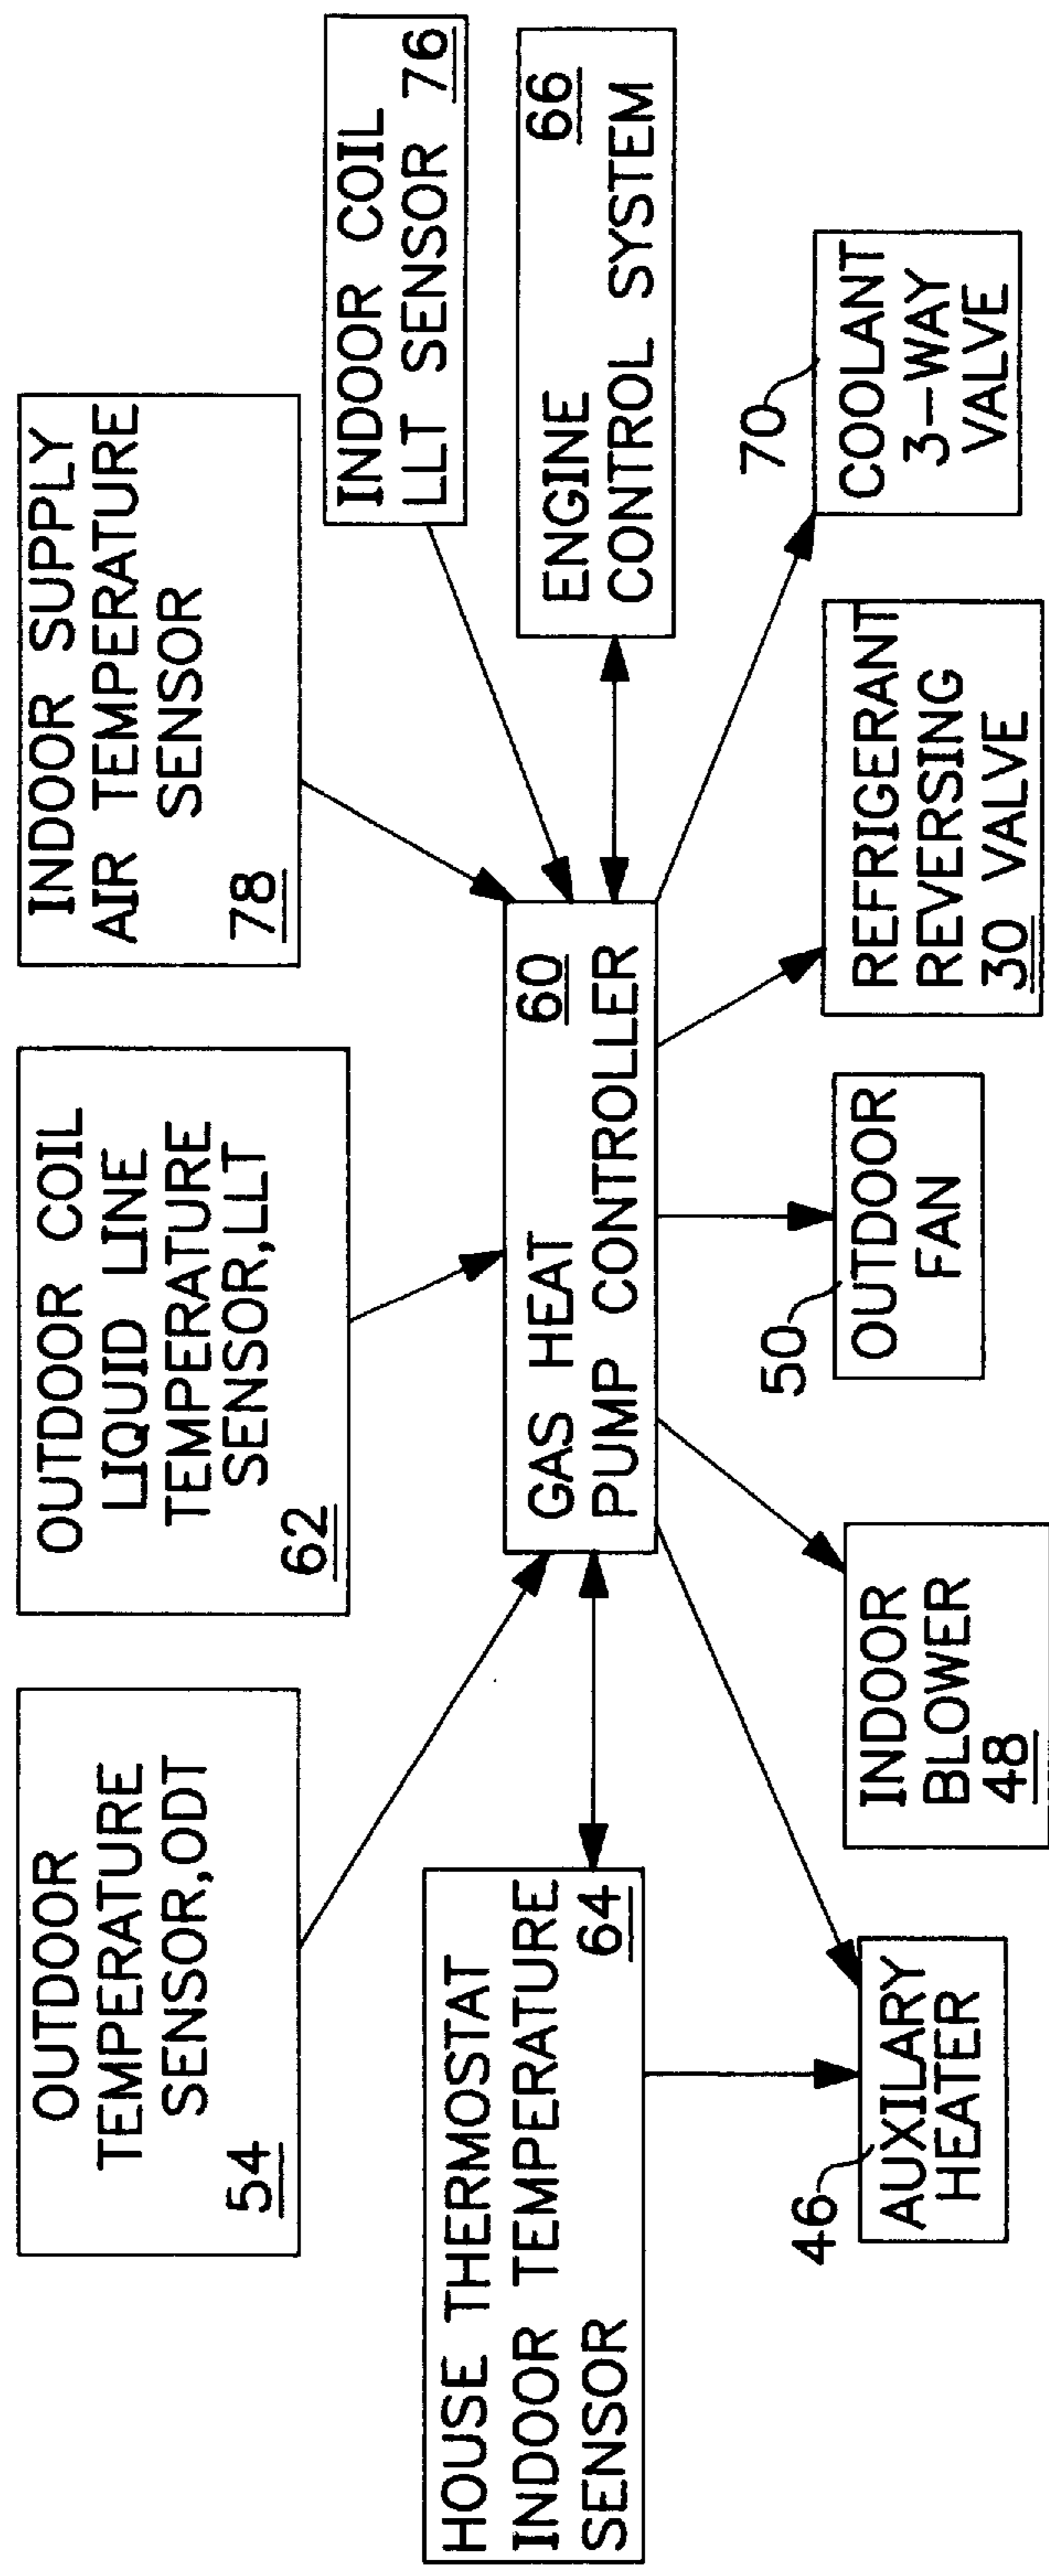 OUTDOOR
TEMPERATURE
SENSOR,ODT
54
OUTDOOR COIL
LIQUID LINE
TEMPERATURE
SENSOR,LLT
62
INDOOR SUPPLY
AIR TEMPERATURE
SENSOR
78
INDOOR COIL
LLT SENSOR 76
HOUSE THERMOSTAT
INDOOR TEMPERATURE
SENSOR 64
GAS HEAT 60
PUMP CONTROLLER
ENGINE 66
CONTROL SYSTEM
46
AUXILARY
HEATER
INDOOR
BLOWER
48
50
OUTDOOR
FAN
REFRIGERANT
REVERSING
30 VALVE
70
COOLANT
3-WAY
VALVE